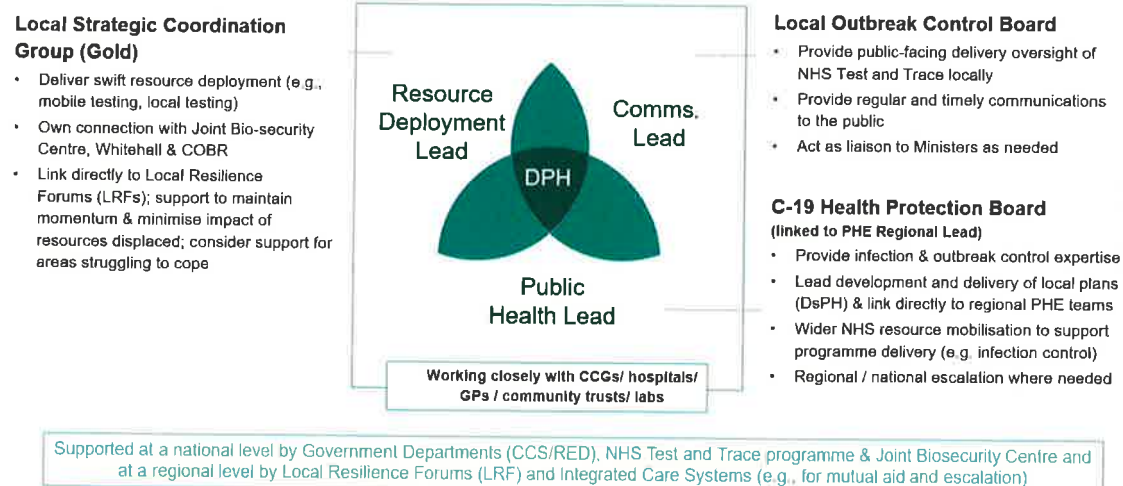 Local Strategic Coordination
Group (Gold)
• Deliver swift resource deployment (e.g.,
mobile testing, local testing)
• Own connection with Joint Bio-security
Centre, Whitehall & COBR
• Link directly to Local Resilience
Forums (LRFs); support to maintain
momentum & minimise impact of
resources displaced; consider support for
areas struggling to cope
Resource
Deployment
Lead
Comms.
Lead
DPH
Public
Health Lead
Working closely with CCGs/ hospitals/
GPs / community trusts/ labs
Local Outbreak Control Board
• Provide public-facing delivery oversight of
NHS Test and Trace locally
• Provide regular and timely communications
to the public
• Act as liaison to Ministers as needed
C-19 Health Protection Board
(linked to PHE Regional Lead)
• Provide infection & outbreak control expertise
• Lead development and delivery of local plans
(DsPH) & link directly to regional PHE teams
• Wider NHS resource mobilisation to support
programme delivery (e.g. infection control)
• Regional / national escalation where needed
Supported at a national level by Government Departments (CCS/RED), NHS Test and Trace programme & Joint Biosecurity Centre and
at a regional level by Local Resilience Forums (LRF) and Integrated Care Systems (e.g., for mutual aid and escalation)